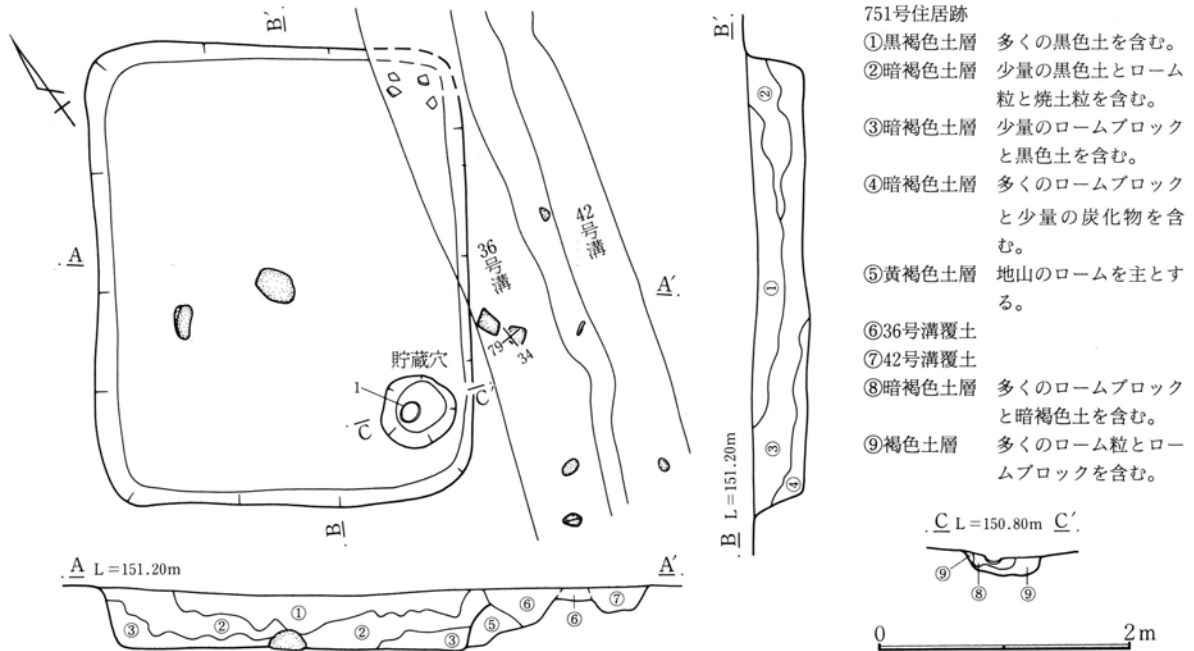 751号住居跡
①黒褐色土層 多くの黒色土を含む。
②暗褐色土層 少量の黒色土とローム
粒と焼土粒を含む。
③暗褐色土層 少量のロームブロック
と黒色土を含む。
④暗褐色土層 多くのロームブロック
と少量の炭化物を含
む。
⑤黄褐色土層 地山のロームを主とす
る。
⑥36号溝覆土
⑦42号溝覆土
⑧暗褐色土層 多くのロームブロック
と暗褐色土を含む。
⑨褐色土層 多くのローム粒とロー
ムブロックを含む。
B′
A
36号溝
42号溝
A′
79
34
貯蔵穴
1
C
C′
B
B′
②
①
③
④
B L=151.20m
A L=151.20m A′
①
②
②
③
③
⑤
⑥
⑥
⑦
C L=150.80m C′
⑨
⑧
⑨
0 2m